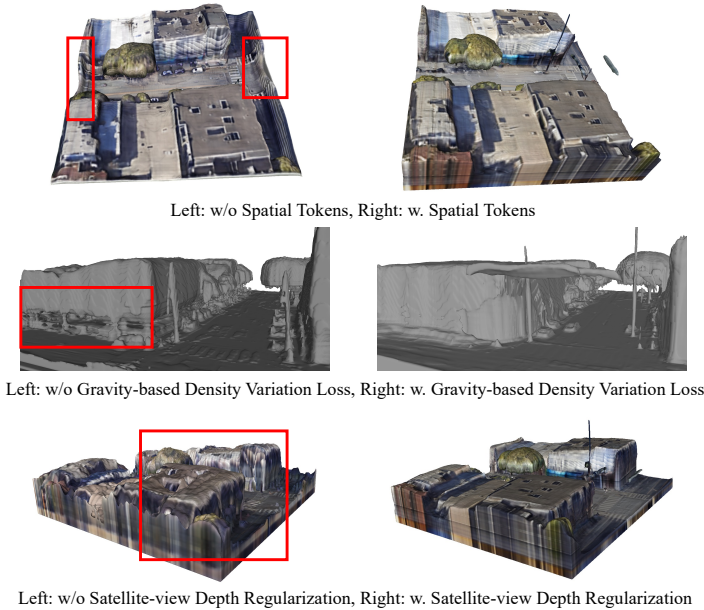 Left: w/o Spatial Tokens, Right: w. Spatial Tokens
Left: w/o Gravity-based Density Variation Loss, Right: w. Gravity-based Density Variation Loss
Left: w/o Satellite-view Depth Regularization, Right: w. Satellite-view Depth Regularization